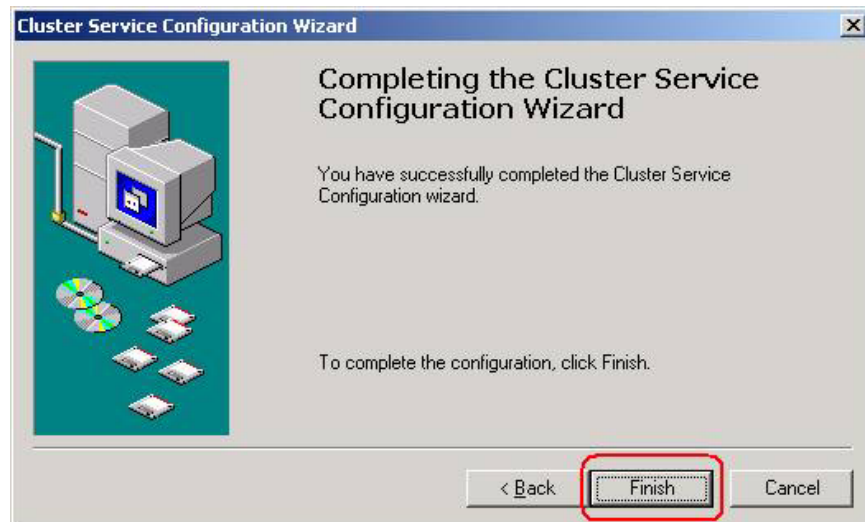 Cluster Service Configuration Wizard
Completing the Cluster Service
Configuration Wizard
You have successfully completed the Cluster Service
Configuration wizard.
To complete the configuration, click Finish.
< Back
Finish
Cancel